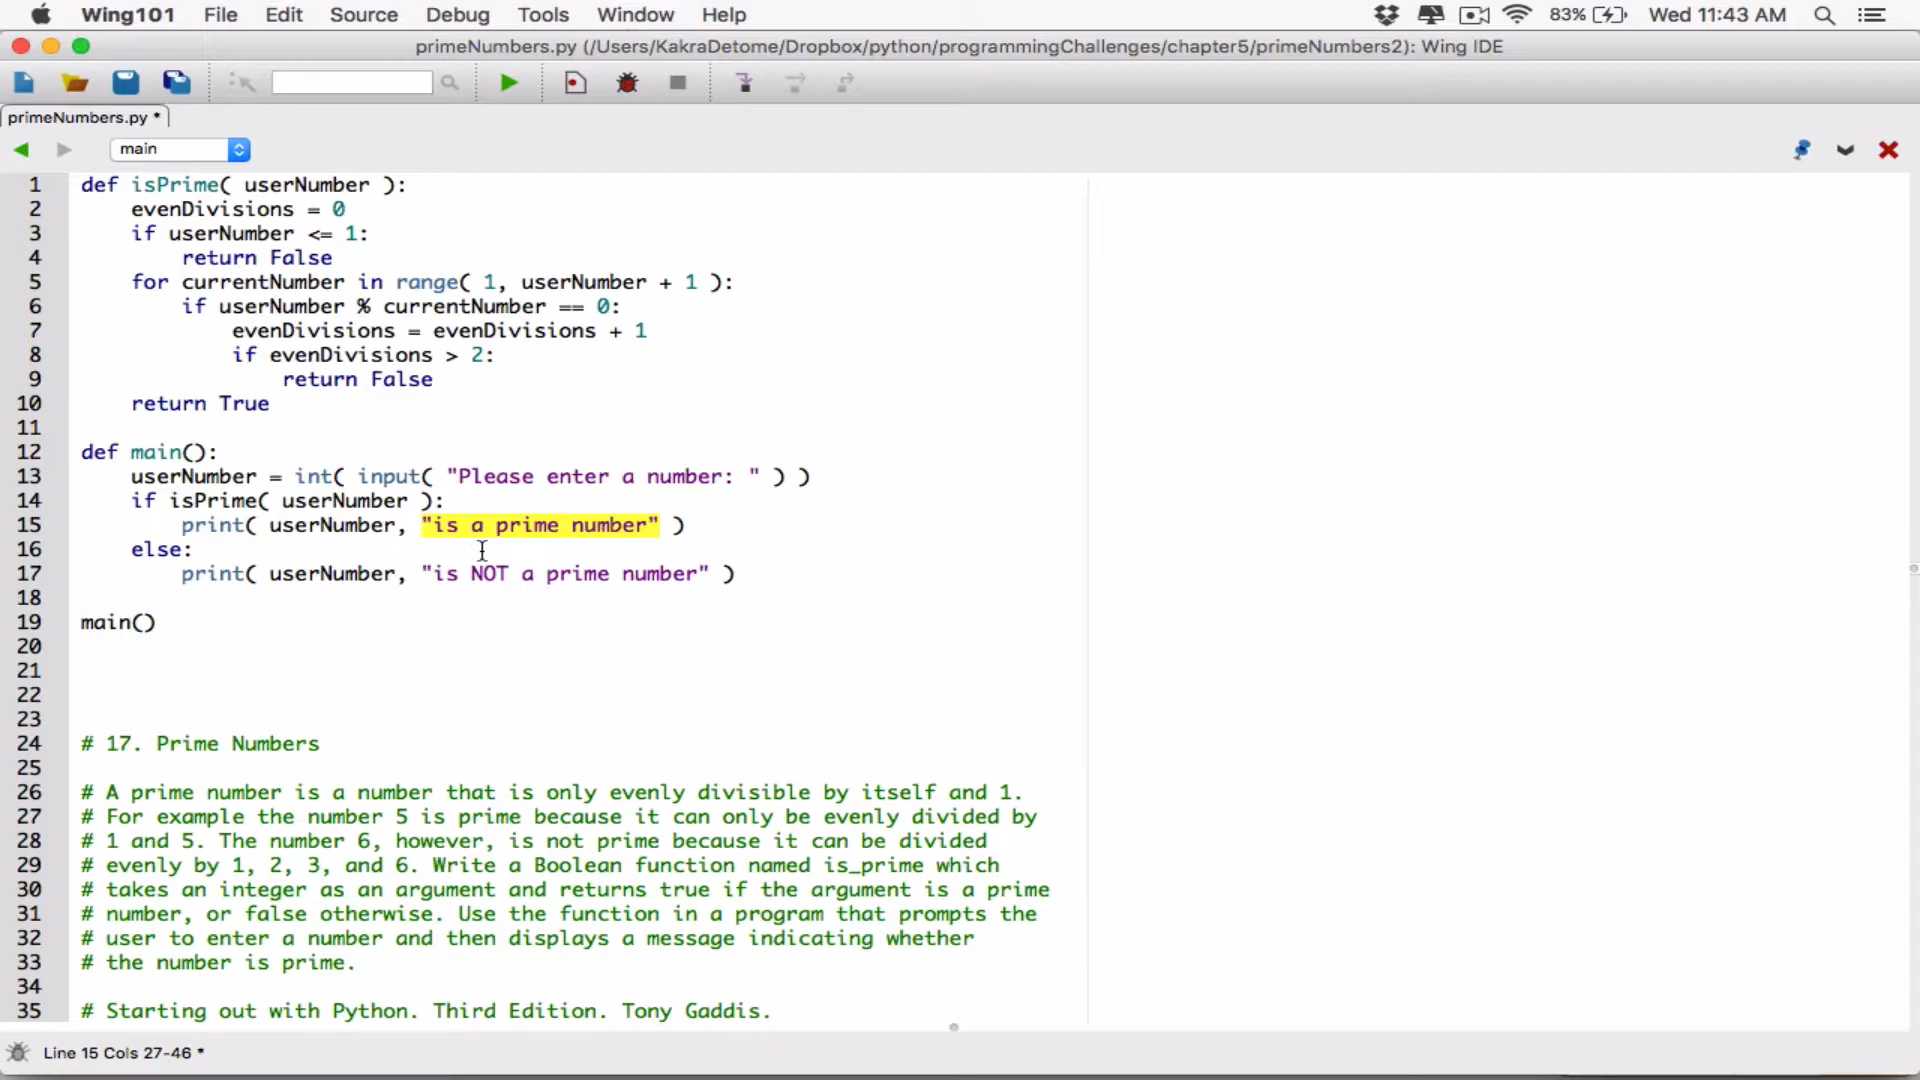 Wing101 File Edit Source Debug Tools Window Help 83% Wed 11:43 AM
primeNumbers.py (/Users/KakraDetome/Dropbox/python/programmingChallenges/chapter5/primeNumbers2): Wing IDE
primeNumbers.py *
main
1 def isPrime( userNumber ):
2 evenDivisions = 0
3 if userNumber <= 1:
4 return False
5 for currentNumber in range( 1, userNumber + 1 ):
6 if userNumber % currentNumber == 0:
7 evenDivisions = evenDivisions + 1
8 if evenDivisions > 2:
9 return False
10 return True
11
12 def main():
13 userNumber = int( input( "Please enter a number: " ) )
14 if isPrime( userNumber ):
15 print( userNumber, "is a prime number" )
16 else:
17 print( userNumber, "is NOT a prime number" )
18
19 main()
20
21
22
23
24 # 17. Prime Numbers
25
26 # A prime number is a number that is only evenly divisible by itself and 1.
27 # For example the number 5 is prime because it can only be evenly divided by
28 # 1 and 5. The number 6, however, is not prime because it can be divided
29 # evenly by 1, 2, 3, and 6. Write a Boolean function named is_prime which
30 # takes an integer as an argument and returns true if the argument is a prime
31 # number, or false otherwise. Use the function in a program that prompts the
32 # user to enter a number and then displays a message indicating whether
33 # the number is prime.
34
35 # Starting out with Python. Third Edition. Tony Gaddis.
Line 15 Cols 27-46 *